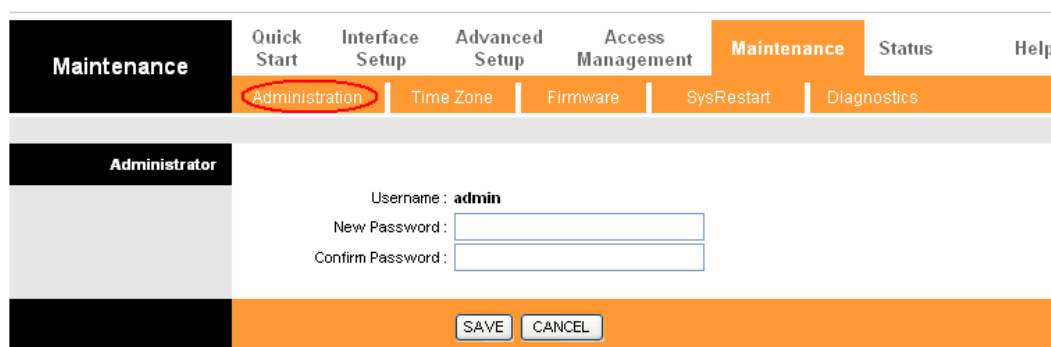 Maintenance
Quick Start
Interface Setup
Advanced Setup
Access Management
Maintenance
Status
Help
Administration
Time Zone
Firmware
SysRestart
Diagnostics
Administrator
Username : admin
New Password :
Confirm Password :
SAVE CANCEL